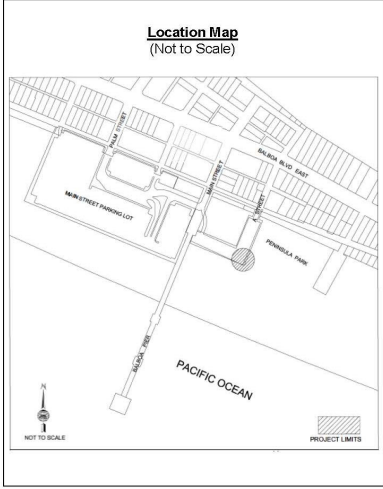 Location Map
(Not to Scale)
PALM STREET
BALBOA BLVD EAST
MAIN STREET
MAIN STREET PARKING LOT
A STREET
PENINSULA PARK
BALBOA PIER
PACIFIC OCEAN
N
NOT TO SCALE
PROJECT LIMITS